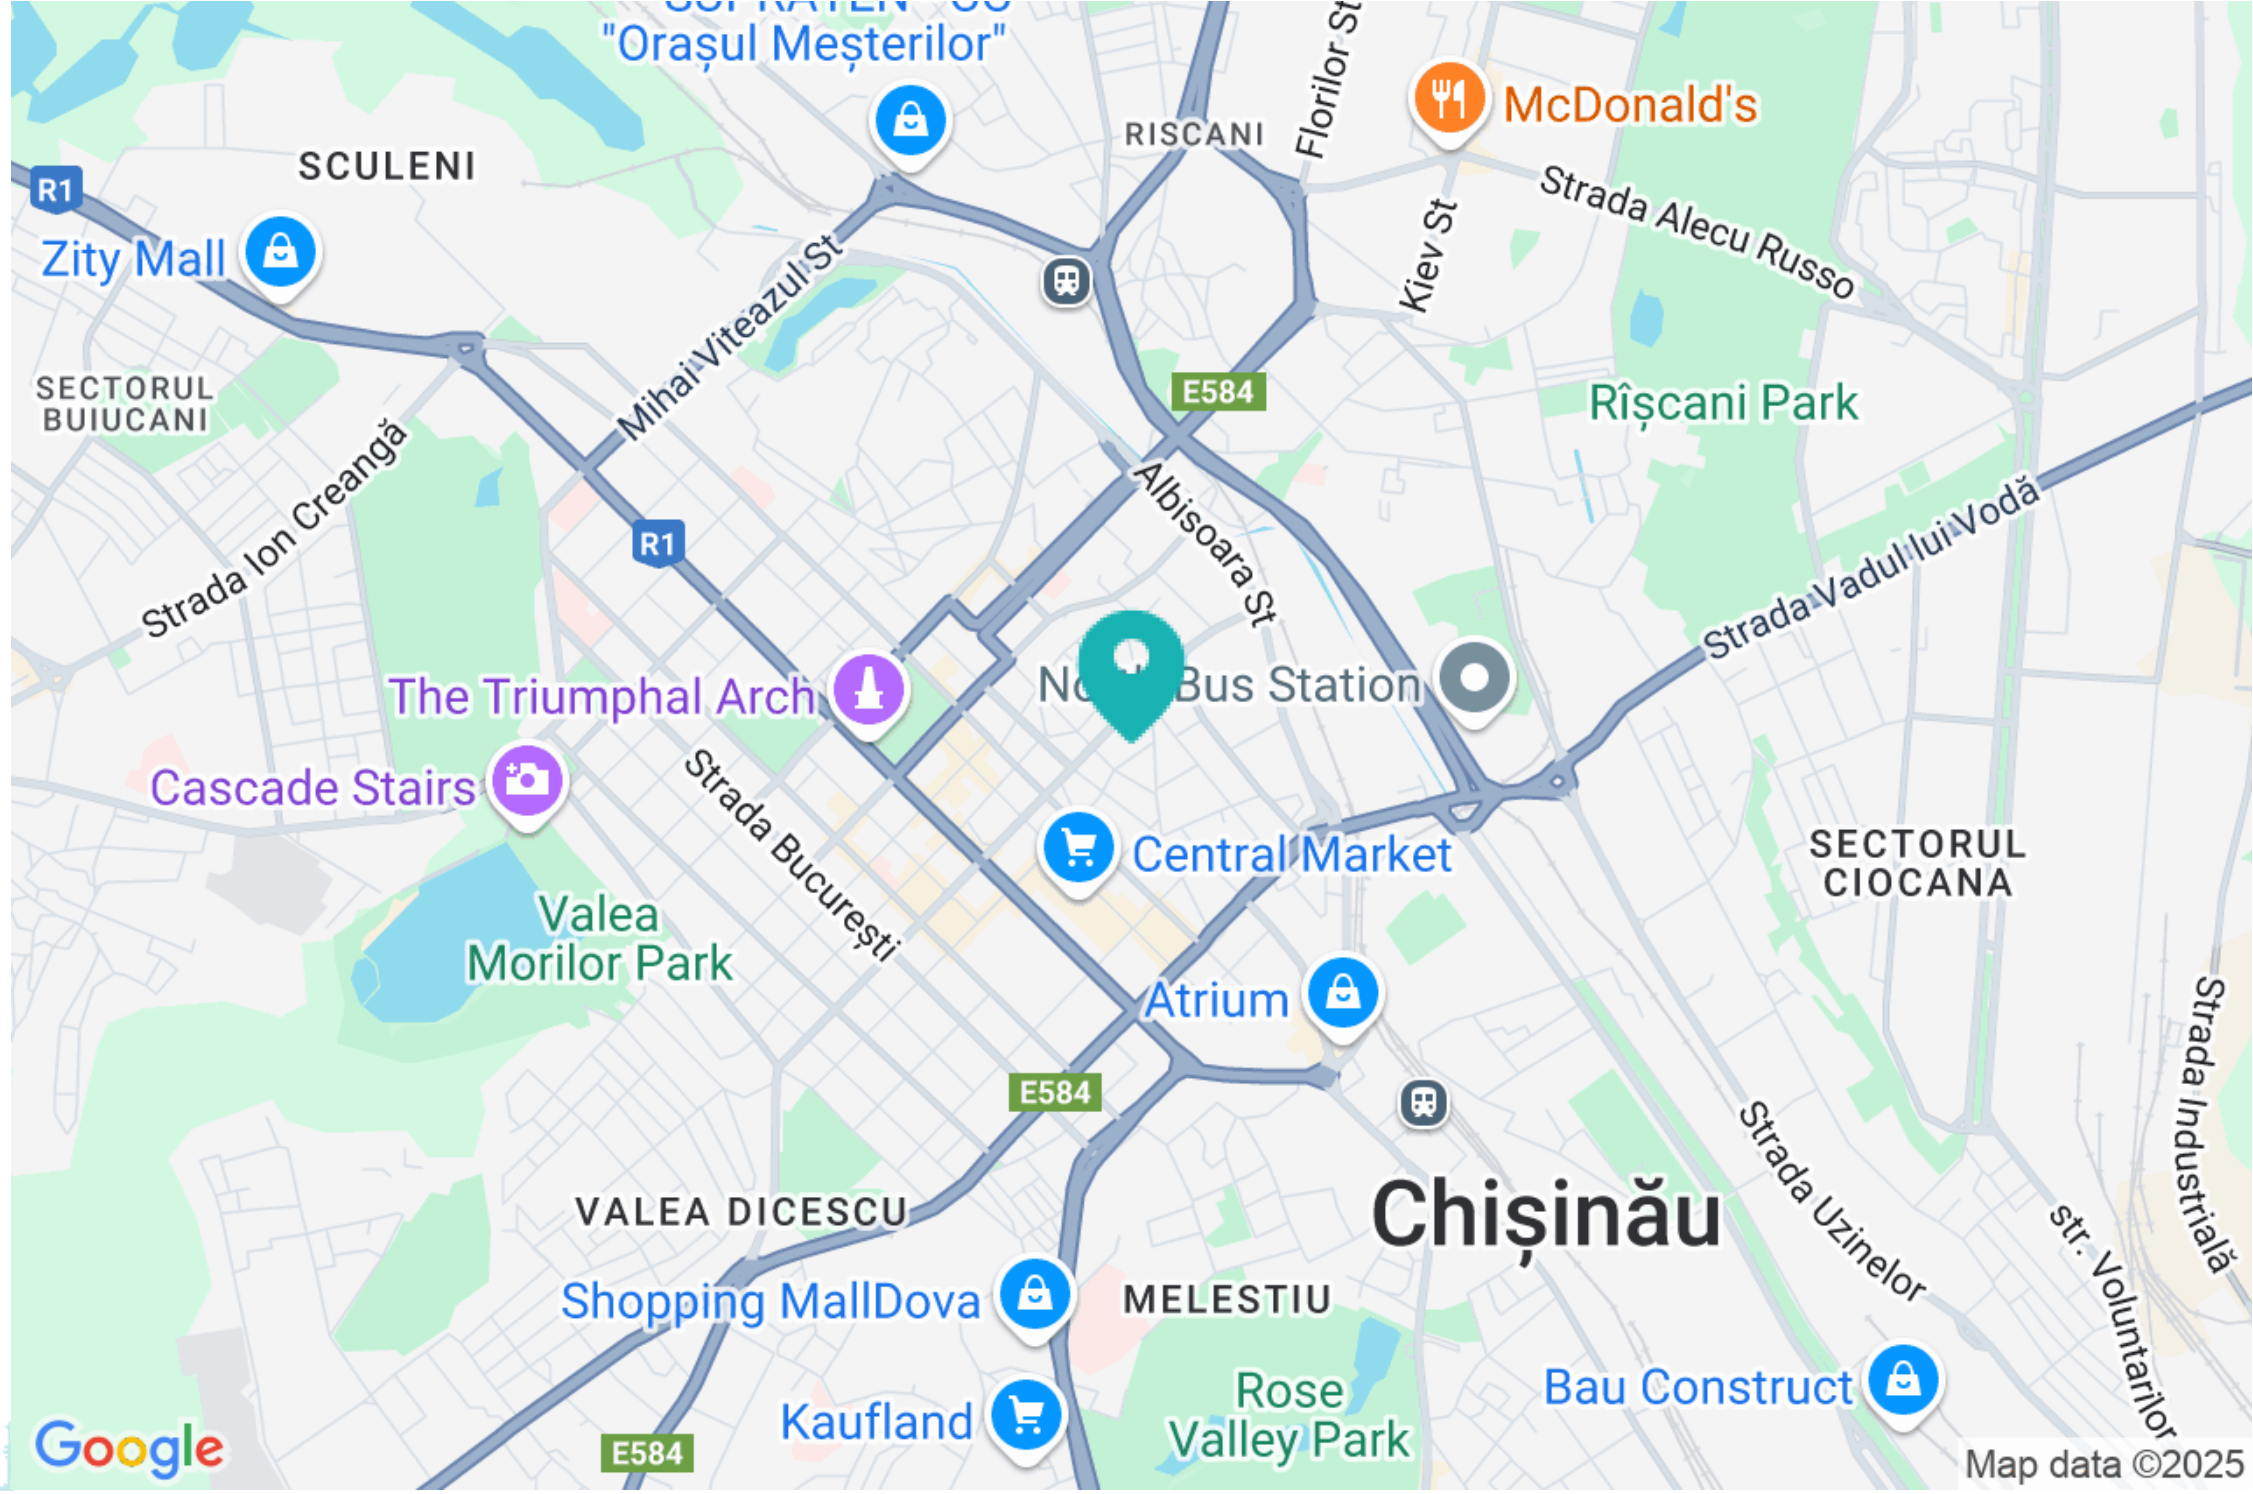 "Orașul Meșterilor"
RISCANI
Florilor St
McDonald's
SCULENI
R1
Zity Mall
Strada Alecu Russo
Kiev St
Mihai Viteazul St
SECTORUL
BUIUCANI
E584
Rîșcani Park
Strada Ion Creangă
R1
Albisoara St
Strada Vadul lui Vodă
The Triumphal Arch
Bus Station
Cascade Stairs
Strada București
Central Market
SECTORUL
CIOCANA
Valea
Morilor Park
Atrium
Strada Industrială
E584
Strada Uzinelor
VALEA DICESCU
Chișinău
str. Voluntarilor
Shopping MallDova
MELESTIU
Rose
Valley Park
Bau Construct
Kaufland
E584
Google
Map data ©2025